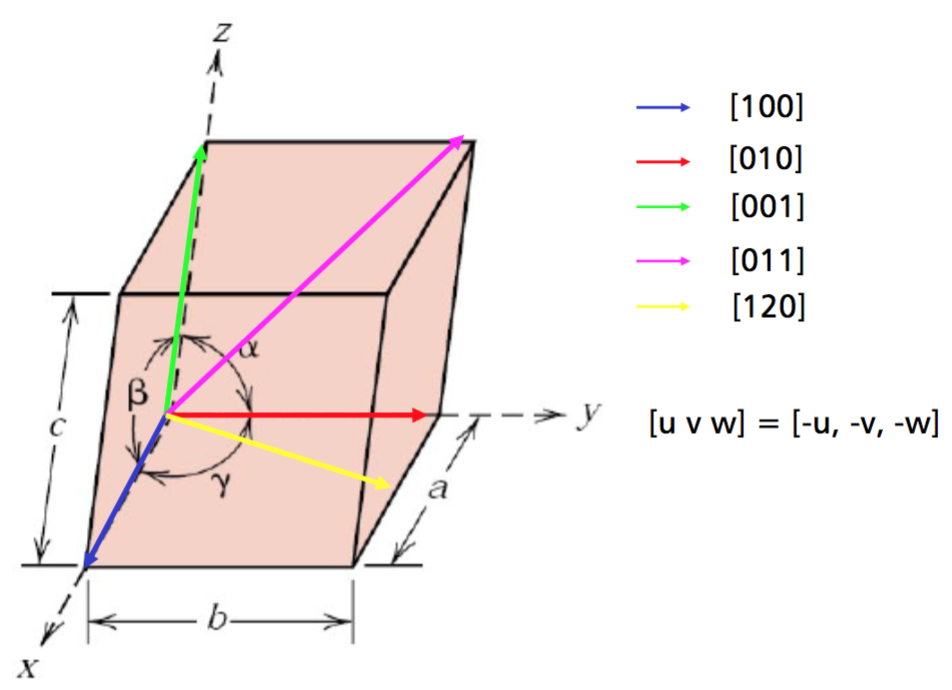 z
[100]
[010]
[001]
[011]
[120]
α
β
c
y
[u v w] = [-u, -v, -w]
γ
a
b
x